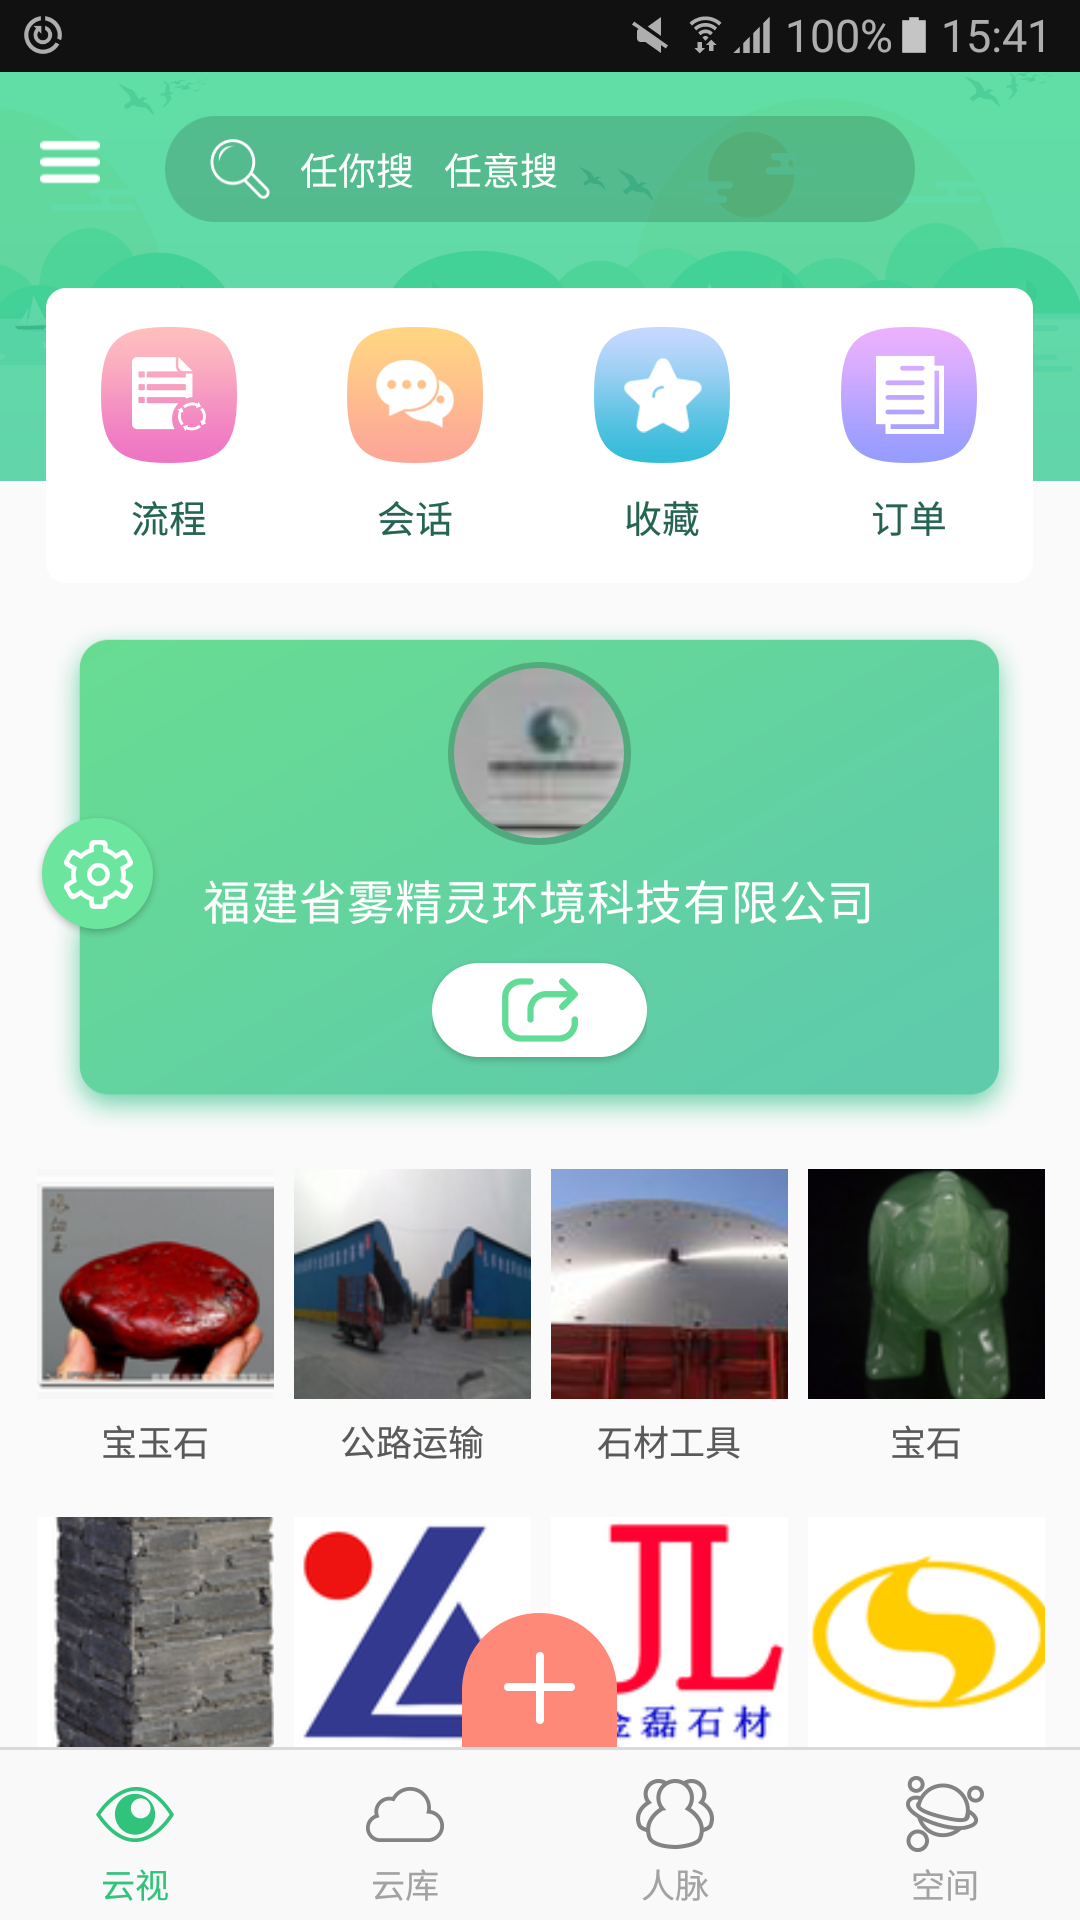 100% 15:41
任你搜 任意搜
流程 会话 收藏 订单
福建省雾精灵环境科技有限公司
宝玉石 公路运输 石材工具 宝石
JL
金磊石材
云视 云库 人脉 空间